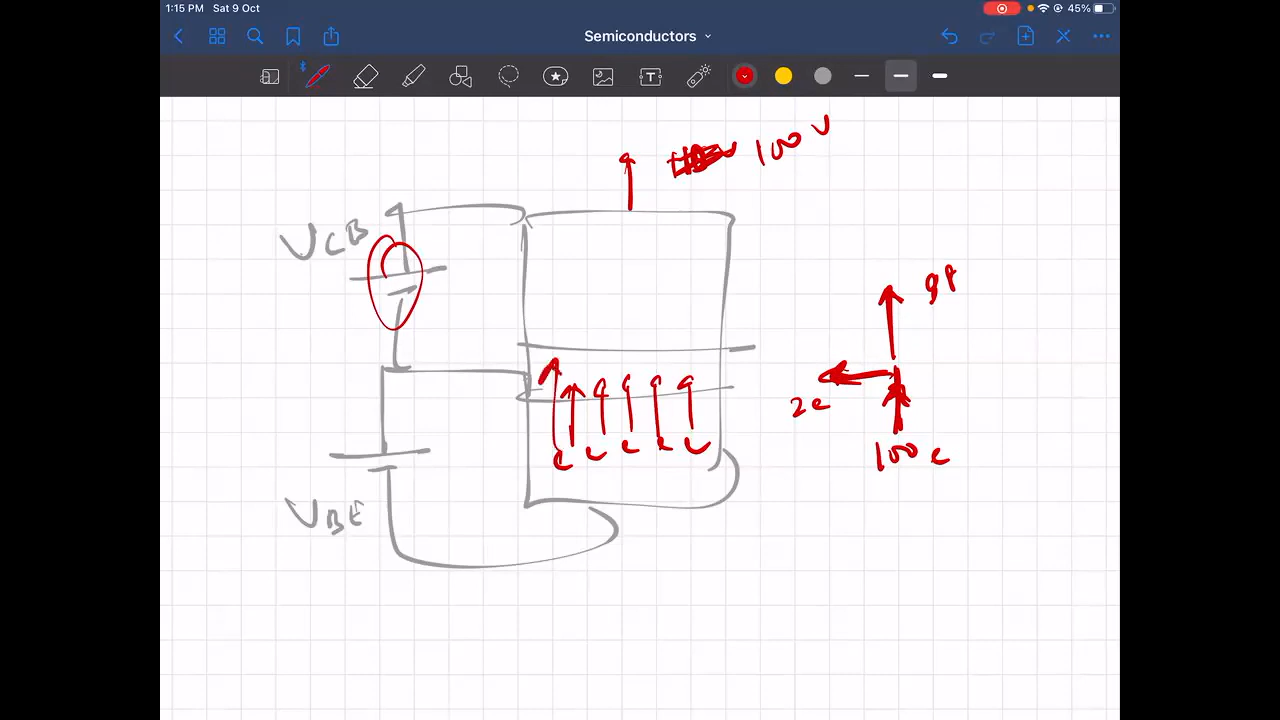 1:15 PM Sat 9 Oct
45%
Semiconductors
T
100 V
VCB
98
2e
100 e
e e e e e e
VBE